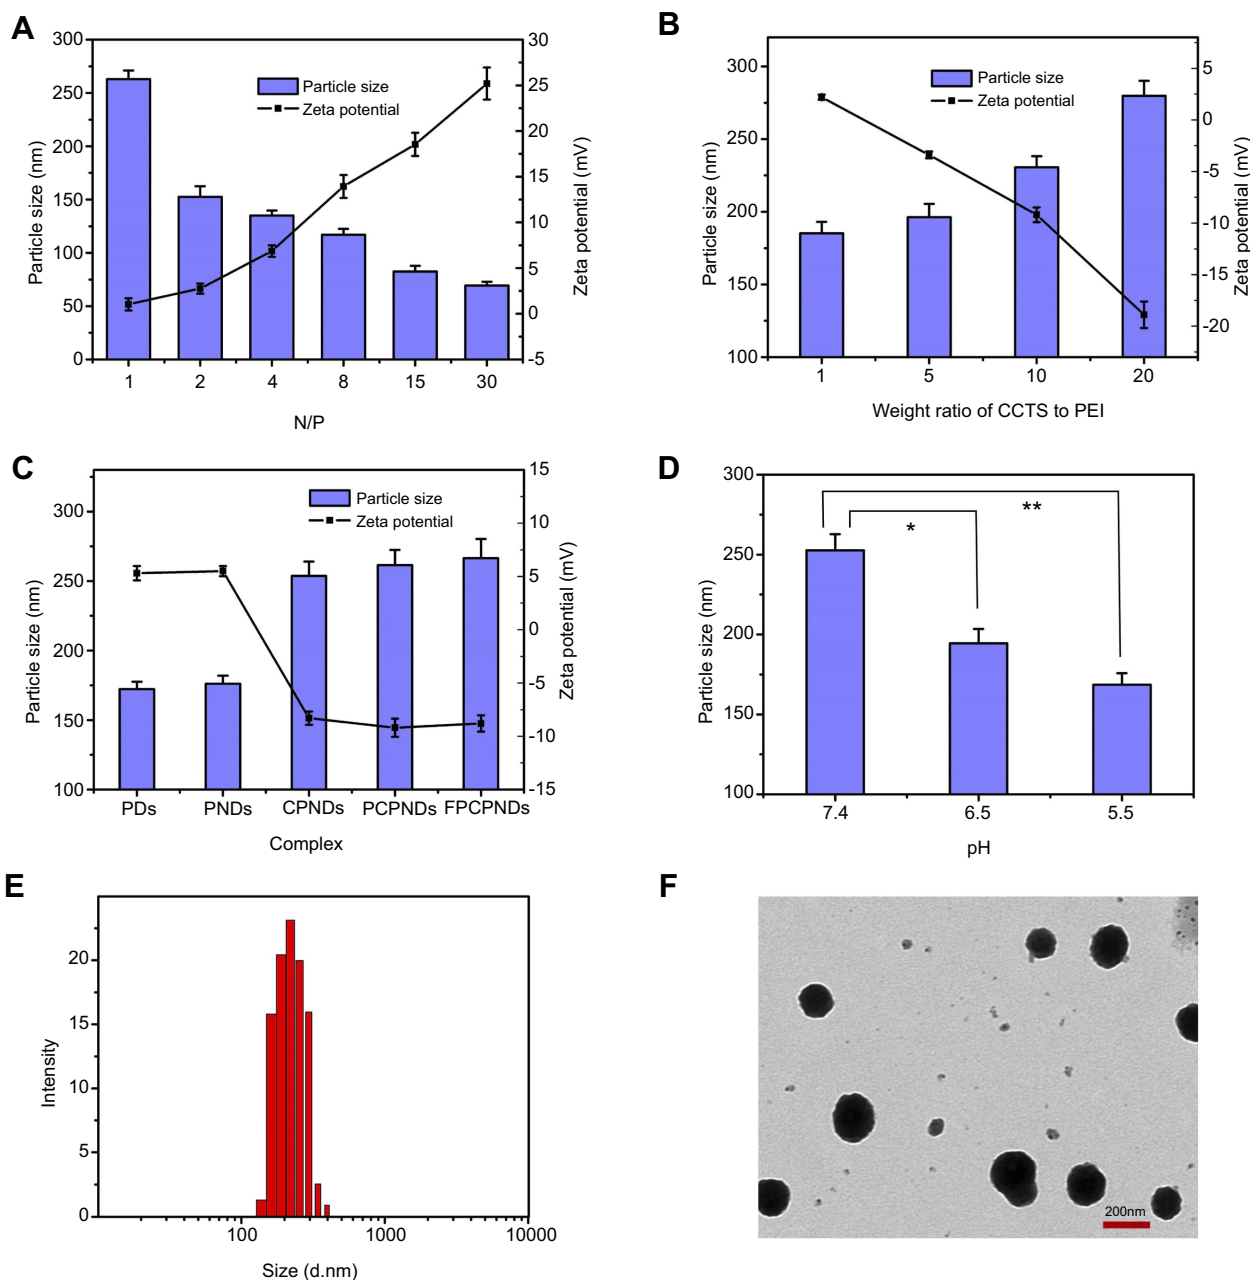 A
300
250
200
150
100
50
0
30
25
20
15
10
5
0
-5
Particle size (nm)
Zeta potential (mV)
Particle size
Zeta potential
1 2 4 8 15 30
N/P
B
300
250
200
150
100
5
0
-5
-10
-15
-20
Particle size (nm)
Zeta potential (mV)
Particle size
Zeta potential
1 5 10 20
Weight ratio of CCTS to PEI
C
300
250
200
150
100
15
10
5
0
-5
-10
-15
Particle size (nm)
Zeta potential (mV)
Particle size
Zeta potential
PDs PNDs CPNDs PCPNDs FPCPNDs
Complex
D
300
250
200
150
100
Particle size (nm)
*
**
7.4 6.5 5.5
pH
E
20
15
10
5
0
Intensity
100 1000 10000
Size (d.nm)
F
200nm